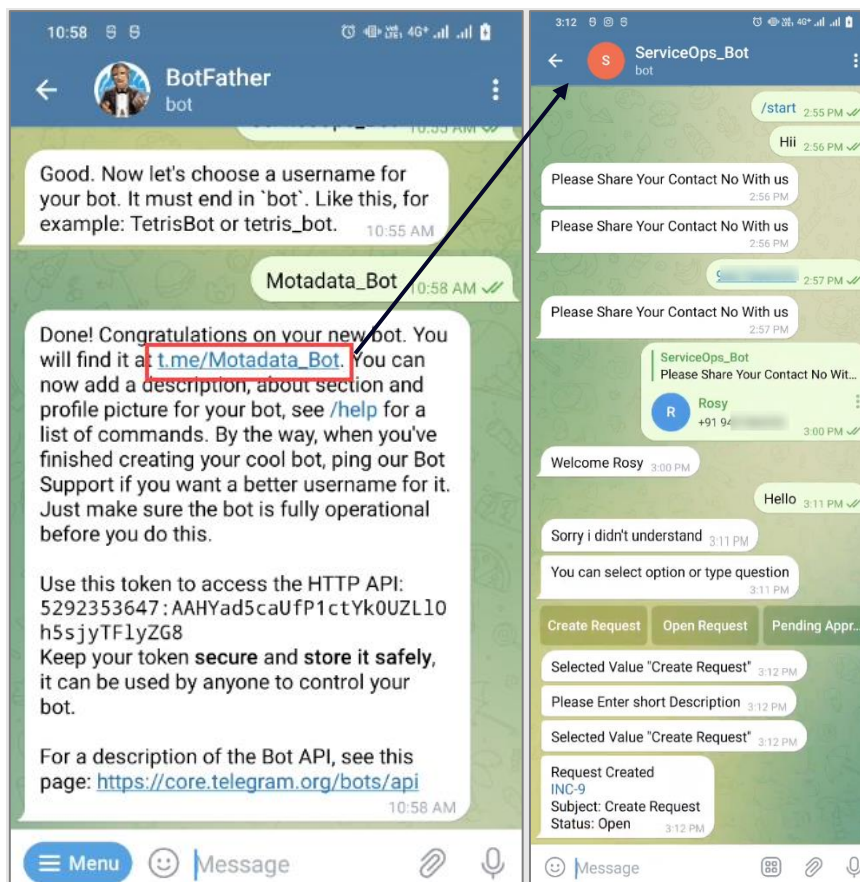 10:58
4G+
BotFather
bot
10:55 AM
Good. Now let's choose a username for
your bot. It must end in `bot`. Like this, for
example: TetrisBot or tetris_bot.
10:55 AM
Motadata_Bot
10:58 AM
Done! Congratulations on your new bot. You
will find it at t.me/Motadata_Bot. You can
now add a description, about section and
profile picture for your bot, see /help for a
list of commands. By the way, when you've
finished creating your cool bot, ping our Bot
Support if you want a better username for it.
Just make sure the bot is fully operational
before you do this.
Use this token to access the HTTP API:
5292353647:AAHYad5caUfP1ctYk0UZLlO
h5sjyTFlyZG8
Keep your token secure and store it safely,
it can be used by anyone to control your
bot.
For a description of the Bot API, see this
page: https://core.telegram.org/bots/api
10:58 AM
Menu
Message
3:12
4G+
S
ServiceOps_Bot
bot
/start 2:55 PM
Hii 2:56 PM
Please Share Your Contact No With us
2:56 PM
Please Share Your Contact No With us
2:56 PM
2:57 PM
Please Share Your Contact No With us
2:57 PM
ServiceOps_Bot
Please Share Your Contact No Wit...
R
Rosy
+91 94
3:00 PM
Welcome Rosy 3:00 PM
Hello 3:11 PM
Sorry i didn't understand 3:11 PM
You can select option or type question
3:11 PM
Create Request
Open Request
Pending Appr...
Selected Value "Create Request" 3:12 PM
Please Enter short Description 3:12 PM
Selected Value "Create Request" 3:12 PM
Request Created
INC-9
Subject: Create Request
Status: Open 3:12 PM
Message